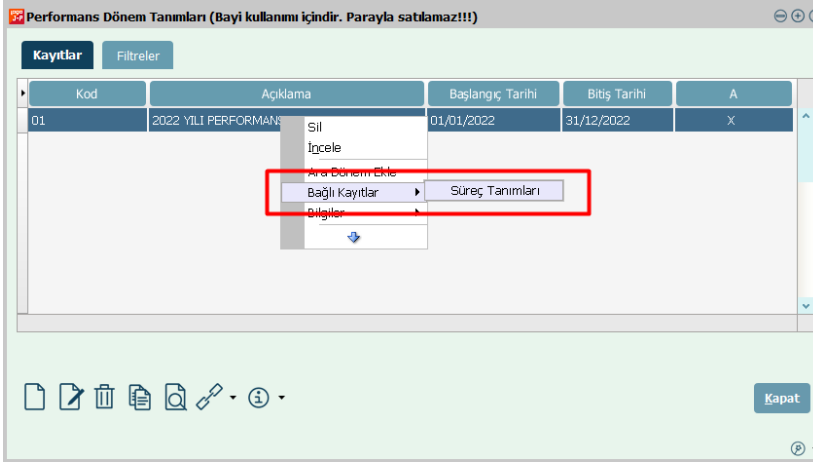 Performans Dönem Tanımları (Bayi kullanımı içindir. Parayla satılamaz!!!)
Kayıtlar Filtreler
Kod Açıklama Başlangıç Tarihi Bitiş Tarihi A
01 2022 YILI PERFORMANS 01/01/2022 31/12/2022 X
Sil
İncele
Ara Dönem Ekle
Bağlı Kayıtlar Süreç Tanımları
Bilgiler
Kapat